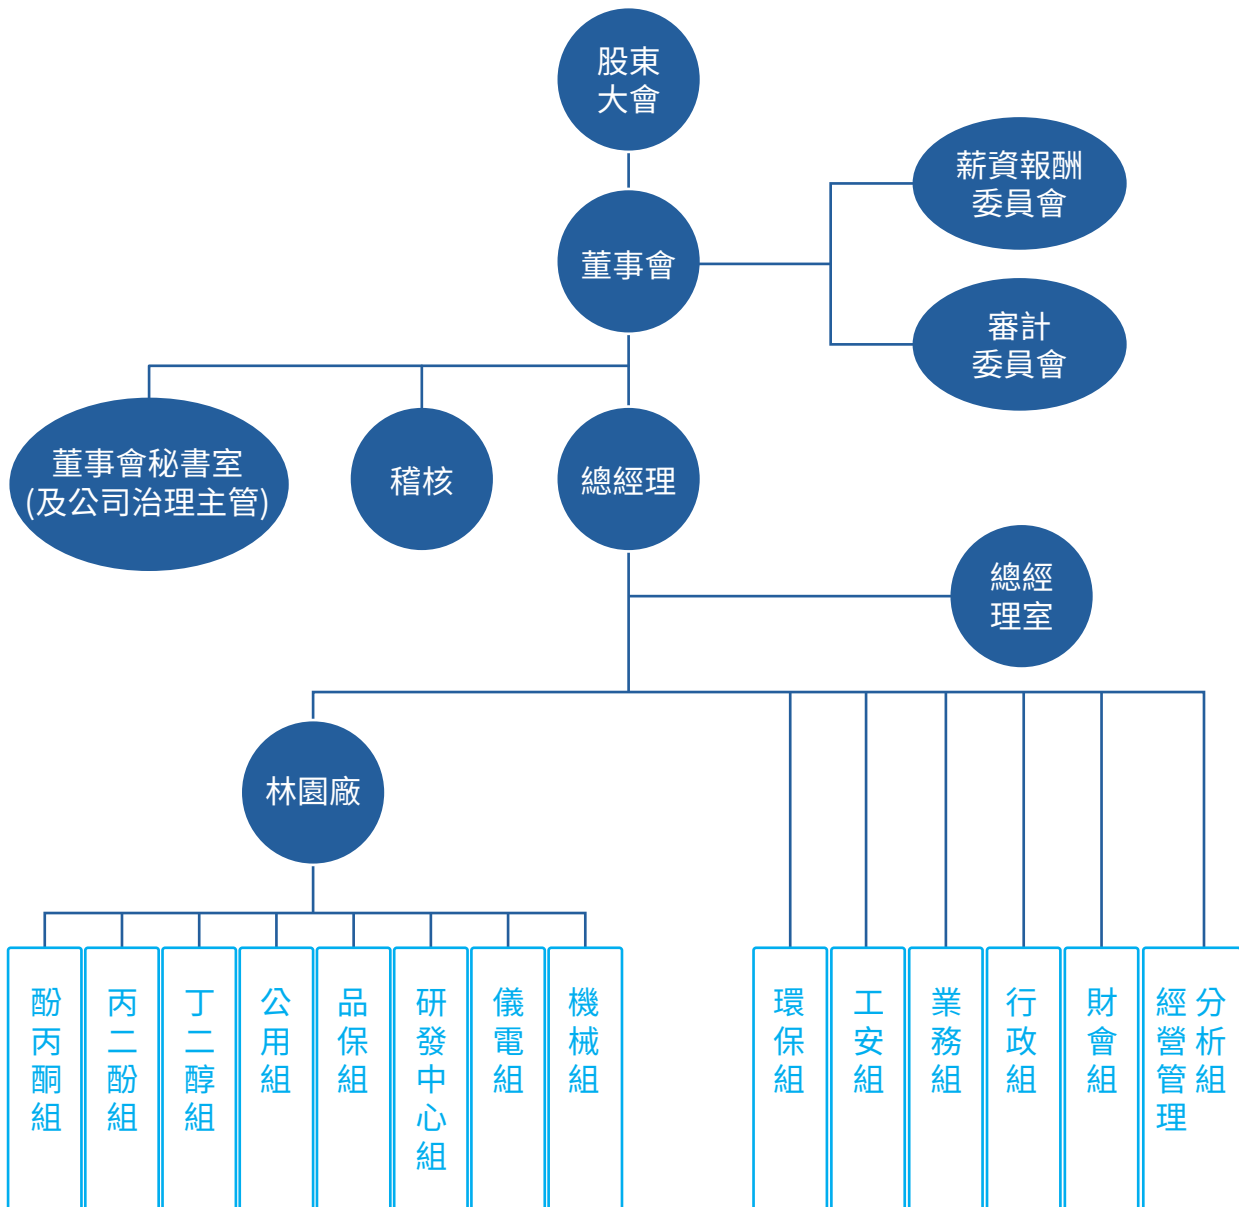 股東
大會
薪資報酬
委員會
董事會
審計
委員會
董事會秘書室
(及公司治理主管)
稽核
總經理
總經
理室
林園廠
酚丙酮組
丙二酚組
丁二醇組
公用組
品保組
研發中心組
儀電組
機械組
環保組
工安組
業務組
行政組
財會組
經營管理
分析組